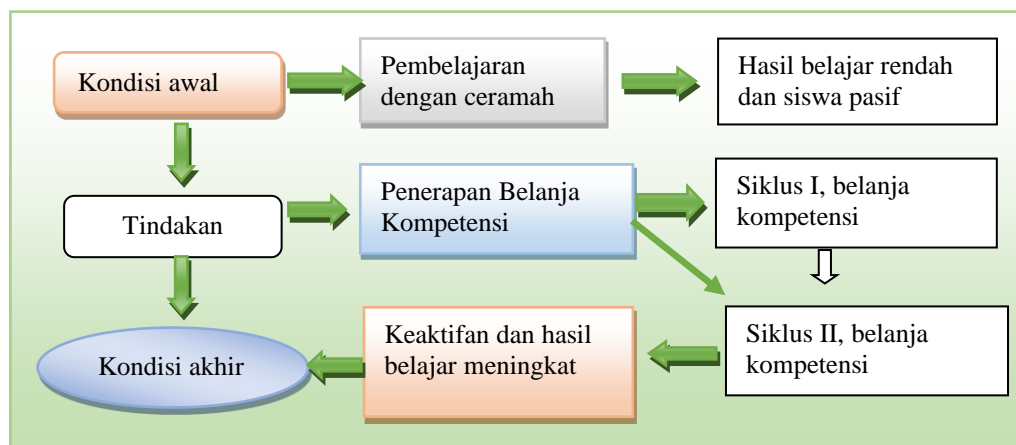 Kondisi awal
Pembelajaran
dengan ceramah
Hasil belajar rendah
dan siswa pasif
Tindakan
Penerapan Belanja
Kompetensi
Siklus I, belanja
kompetensi
Kondisi akhir
Keaktifan dan hasil
belajar meningkat
Siklus II, belanja
kompetensi